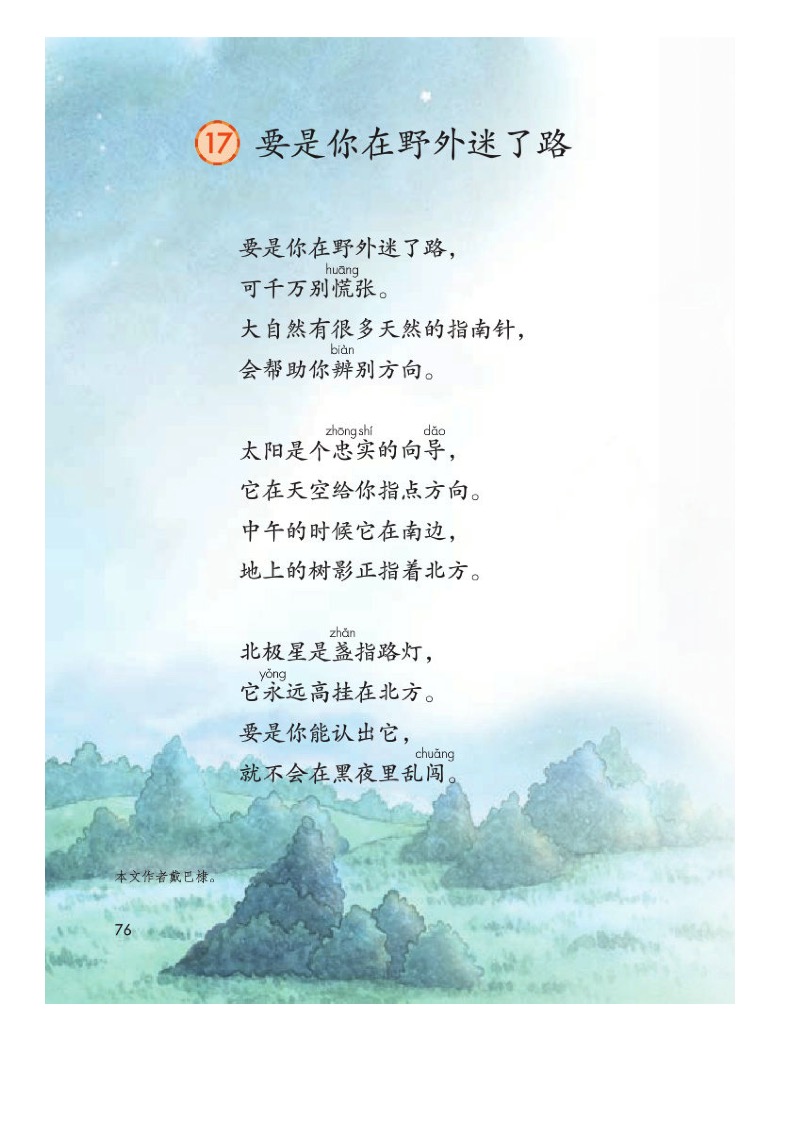 17 要是你在野外迷了路
要是你在野外迷了路，
huāng
可千万别慌张。
大自然有很多天然的指南针，
biàn
会帮助你辨别方向。
zhōng shí dǎo
太阳是个忠实的向导，
它在天空给你指点方向。
中午的时候它在南边，
地上的树影正指着北方。
zhǎn
北极星是盏指路灯，
yǒng
它永远高挂在北方。
要是你能认出它，
chuǎng
就不会在黑夜里乱闯。
本文作者戴巴棣。
76